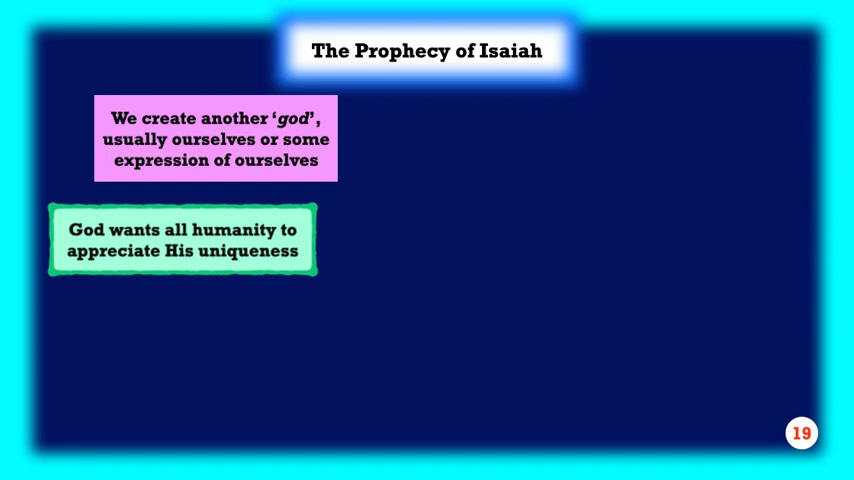 The Prophecy of Isaiah
We create another ‘god’,
usually ourselves or some
expression of ourselves
God wants all humanity to
appreciate His uniqueness
19